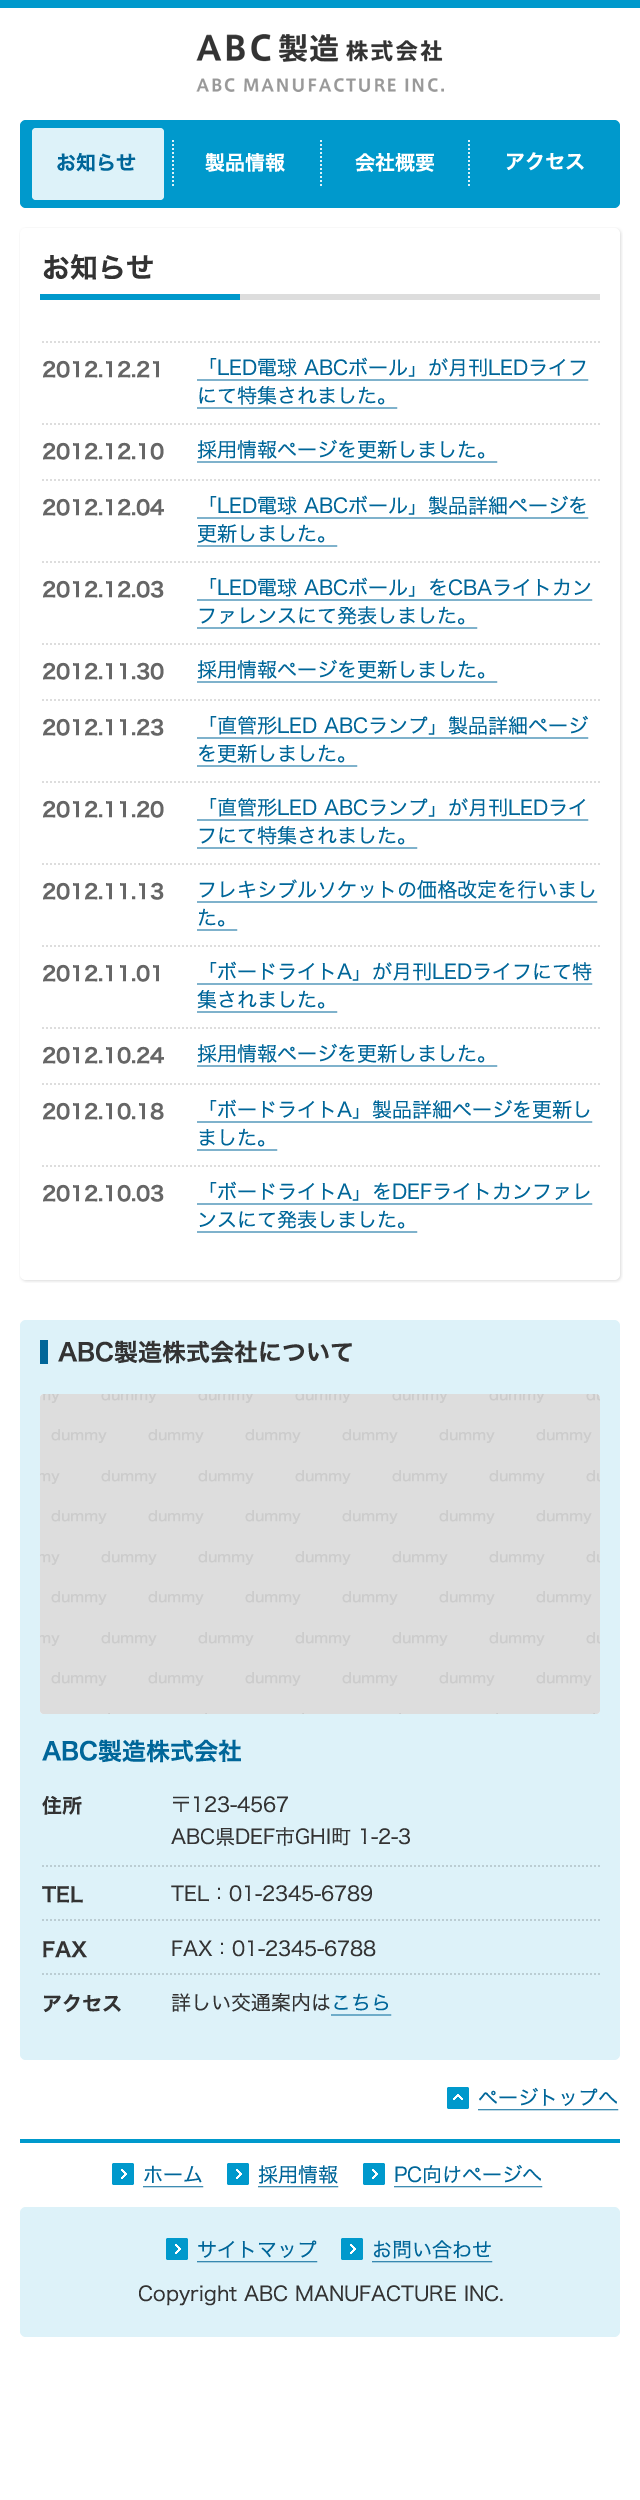 ABC製造 株式会社
ABC MANUFACTURE INC.
お知らせ
製品情報
会社概要
アクセス
お知らせ
2012.12.21
「LED電球 ABCボール」が月刊LEDライフ
にて特集されました。
2012.12.10
採用情報ページを更新しました。
2012.12.04
「LED電球 ABCボール」製品詳細ページを
更新しました。
2012.12.03
「LED電球 ABCボール」をCBAライトカン
ファレンスにて発表しました。
2012.11.30
採用情報ページを更新しました。
2012.11.23
「直管形LED ABCランプ」製品詳細ページ
を更新しました。
2012.11.20
「直管形LED ABCランプ」が月刊LEDライ
フにて特集されました。
2012.11.13
フレキシブルソケットの価格改定を行いまし
た。
2012.11.01
「ボードライトA」が月刊LEDライフにて特
集されました。
2012.10.24
採用情報ページを更新しました。
2012.10.18
「ボードライトA」製品詳細ページを更新し
ました。
2012.10.03
「ボードライトA」をDEFライトカンファレ
ンスにて発表しました。
ABC製造株式会社について
my dummy dummy dummy dummy dummy du
dummy dummy dummy dummy dummy dummy
my dummy dummy dummy dummy dummy du
dummy dummy dummy dummy dummy dummy
my dummy dummy dummy dummy dummy du
dummy dummy dummy dummy dummy dummy
my dummy dummy dummy dummy dummy du
dummy dummy dummy dummy dummy dummy
ABC製造株式会社
住所
〒123-4567
ABC県DEF市GHI町 1-2-3
TEL
TEL：01-2345-6789
FAX
FAX：01-2345-6788
アクセス
詳しい交通案内はこちら
ページトップへ
ホーム
採用情報
PC向けページへ
サイトマップ
お問い合わせ
Copyright ABC MANUFACTURE INC.